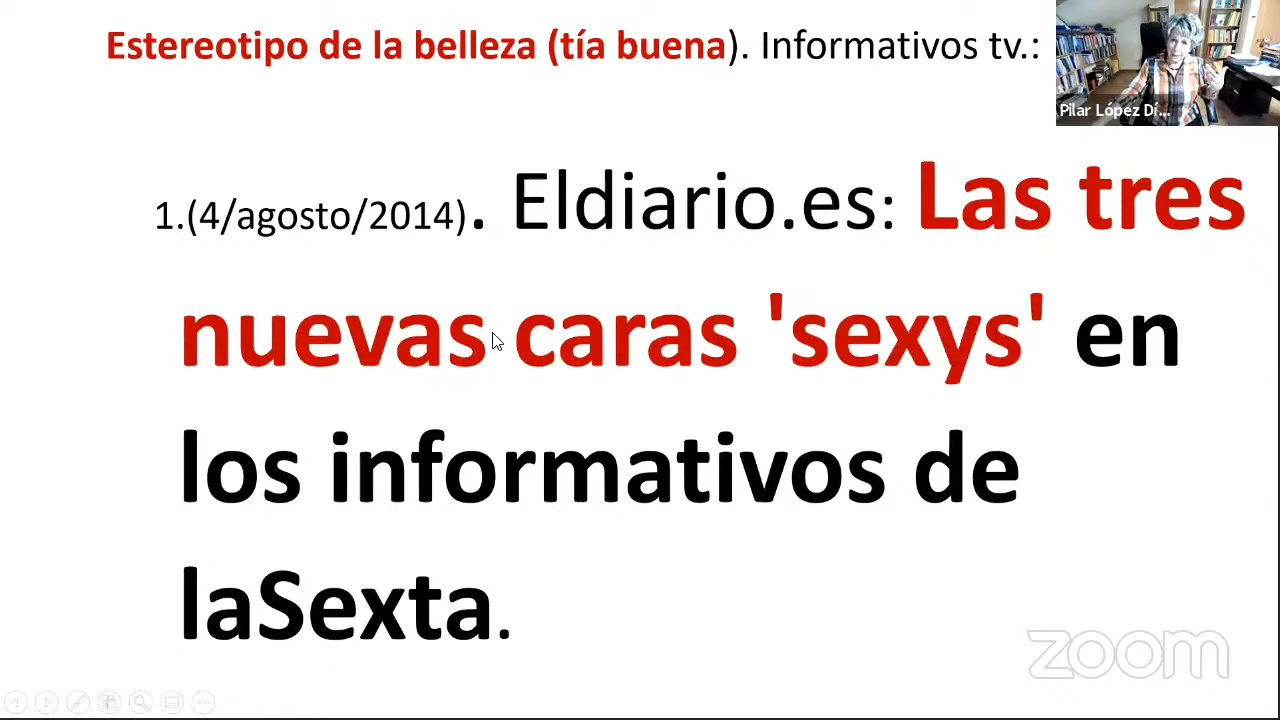 Estereotipo de la belleza (tía buena). Informativos tv.:
Pilar López Dí...
1.(4/agosto/2014). Eldiario.es: Las tres
nuevas caras 'sexys' en
los informativos de
laSexta.
zoom